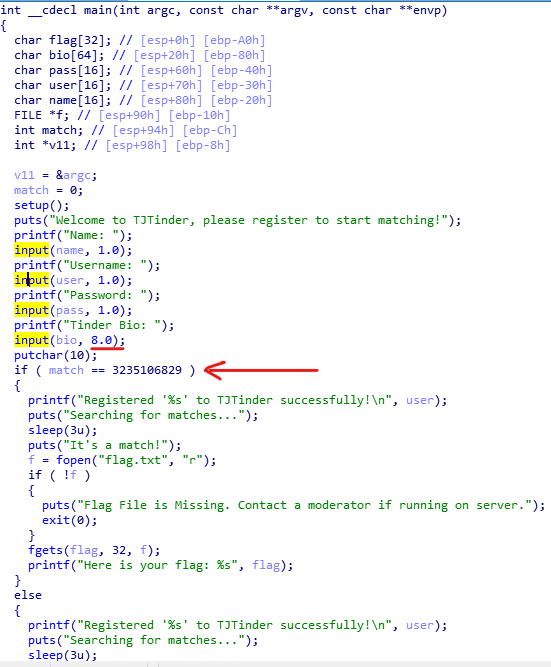 int __cdecl main(int argc, const char **argv, const char **envp)
{
  char flag[32]; // [esp+0h] [ebp-A0h]
  char bio[64]; // [esp+20h] [ebp-80h]
  char pass[16]; // [esp+60h] [ebp-40h]
  char user[16]; // [esp+70h] [ebp-30h]
  char name[16]; // [esp+80h] [ebp-20h]
  FILE *f; // [esp+90h] [ebp-10h]
  int match; // [esp+94h] [ebp-Ch]
  int *v11; // [esp+98h] [ebp-8h]

  v11 = &argc;
  match = 0;
  setup();
  puts("Welcome to TJTinder, please register to start matching!");
  printf("Name: ");
  input(name, 1.0);
  printf("Username: ");
  input(user, 1.0);
  printf("Password: ");
  input(pass, 1.0);
  printf("Tinder Bio: ");
  input(bio, 8.0);
  putchar(10);
  if ( match == 3235106829 )
  {
    printf("Registered '%s' to TJTinder successfully!\n", user);
    puts("Searching for matches...");
    sleep(3u);
    puts("It's a match!");
    f = fopen("flag.txt", "r");
    if ( !f )
    {
      puts("Flag File is Missing. Contact a moderator if running on server.");
      exit(0);
    }
    fgets(flag, 32, f);
    printf("Here is your flag: %s", flag);
  }
  else
  {
    printf("Registered '%s' to TJTinder successfully!\n", user);
    puts("Searching for matches...");
    sleep(3u);